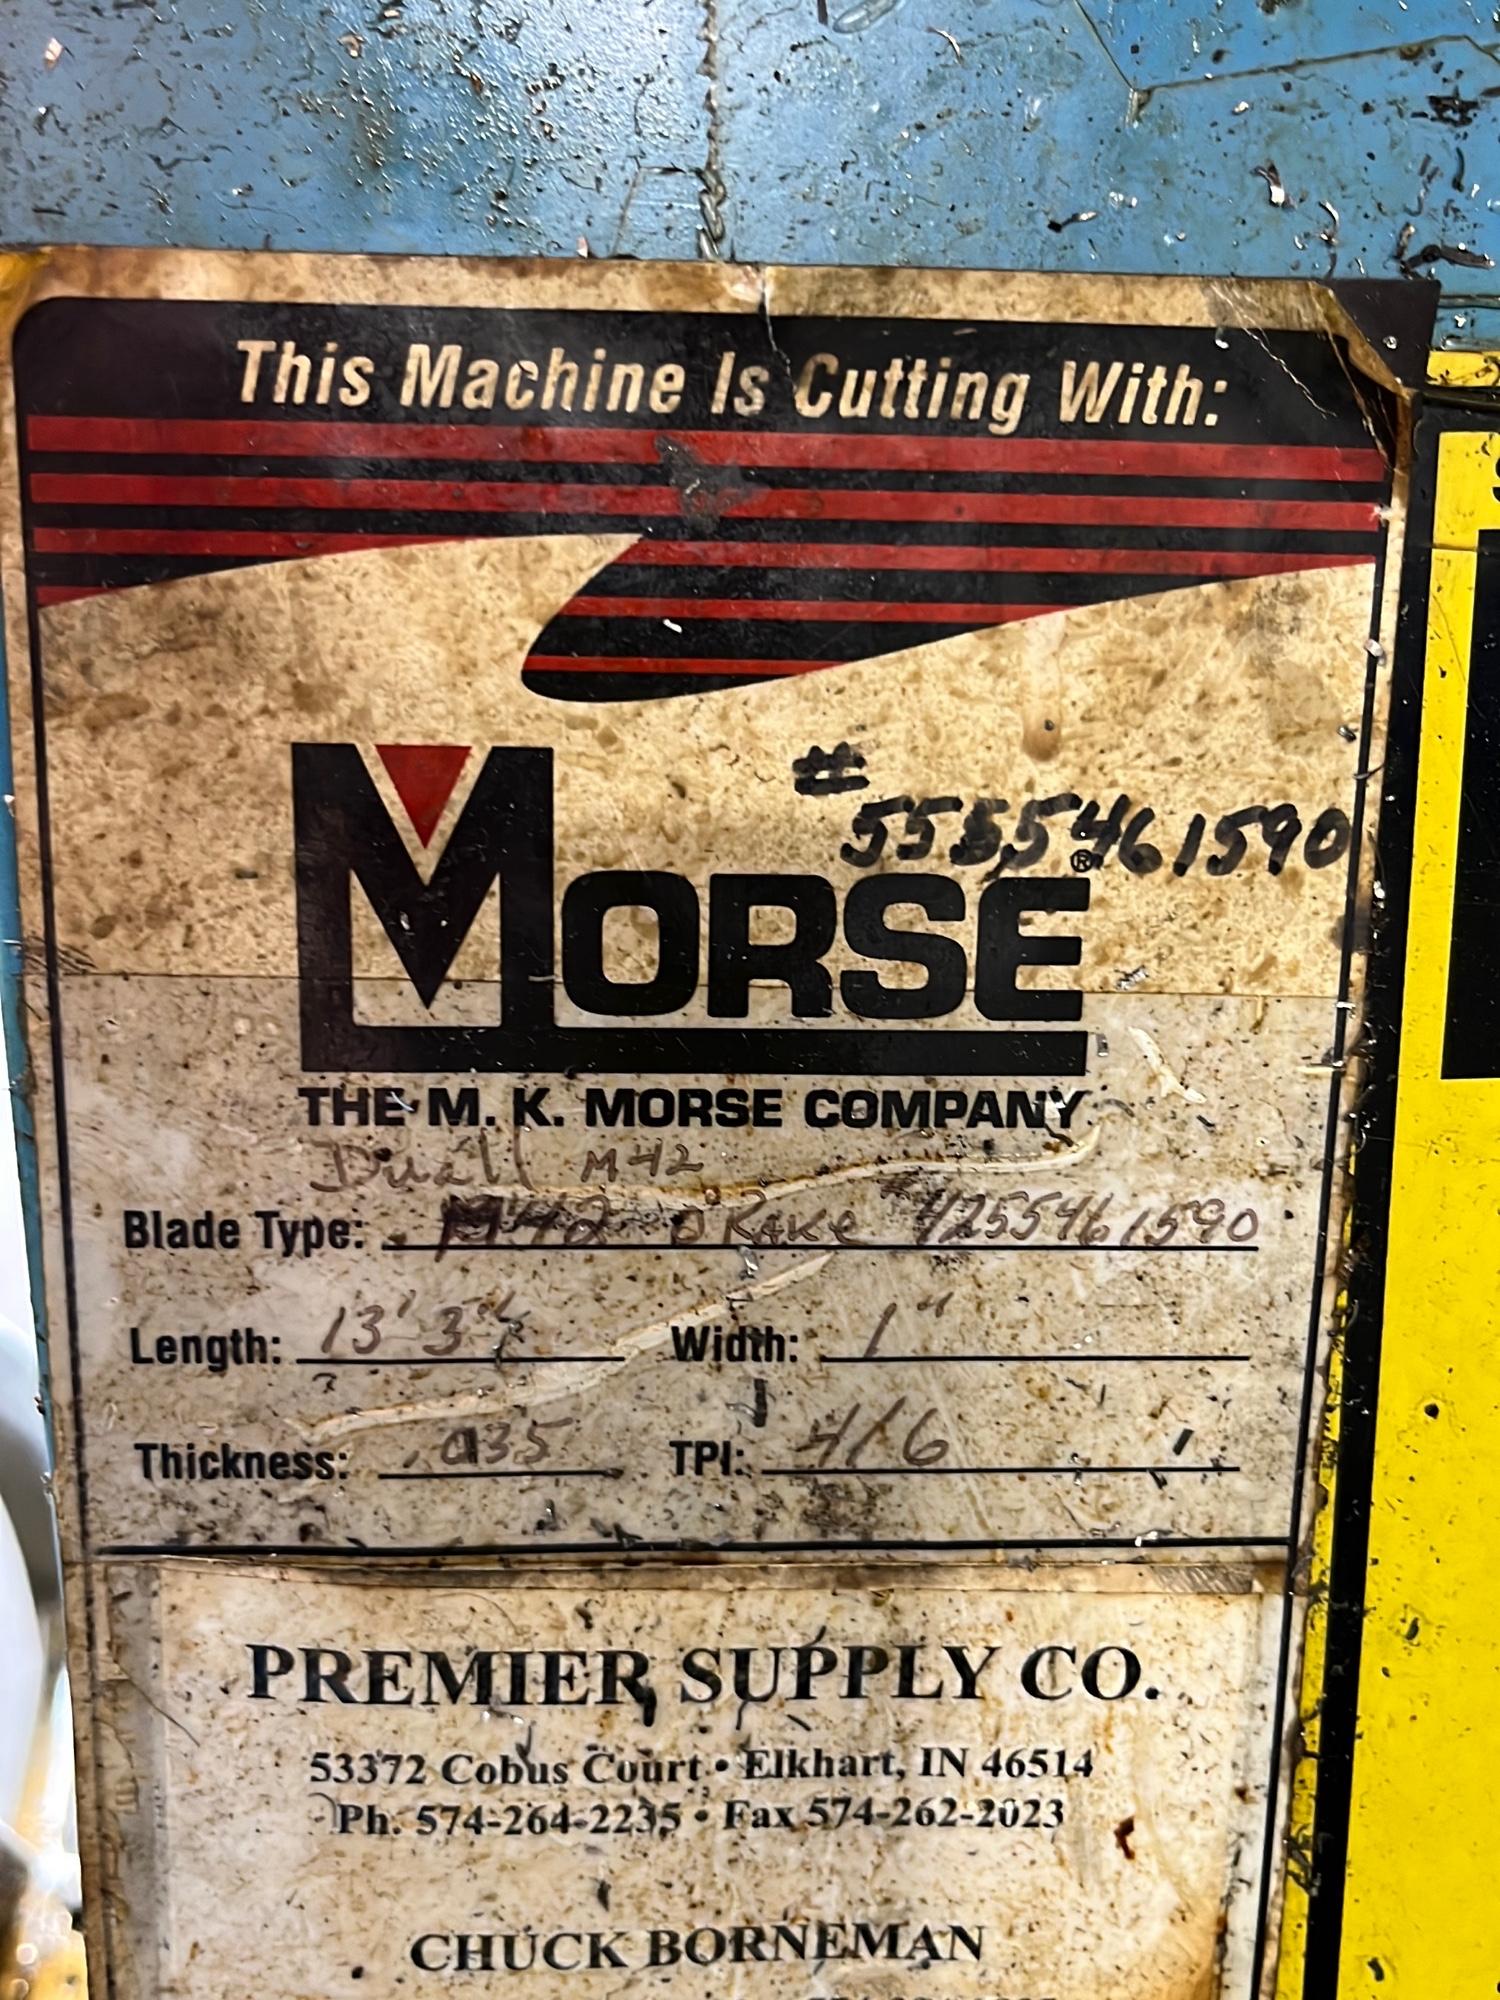 This Machine Is Cutting With:
#
5555461590
MORSE®
THE M. K. MORSE COMPANY
Duall M42
Blade Type: M42 0° Rake #4255461590
Length: 13' 3" Width: 1"
Thickness: .035 TPI: 4/6
PREMIER SUPPLY CO.
53372 Cobus Court • Elkhart, IN 46514
Ph. 574-264-2235 • Fax 574-262-2023
CHUCK BORNEMAN